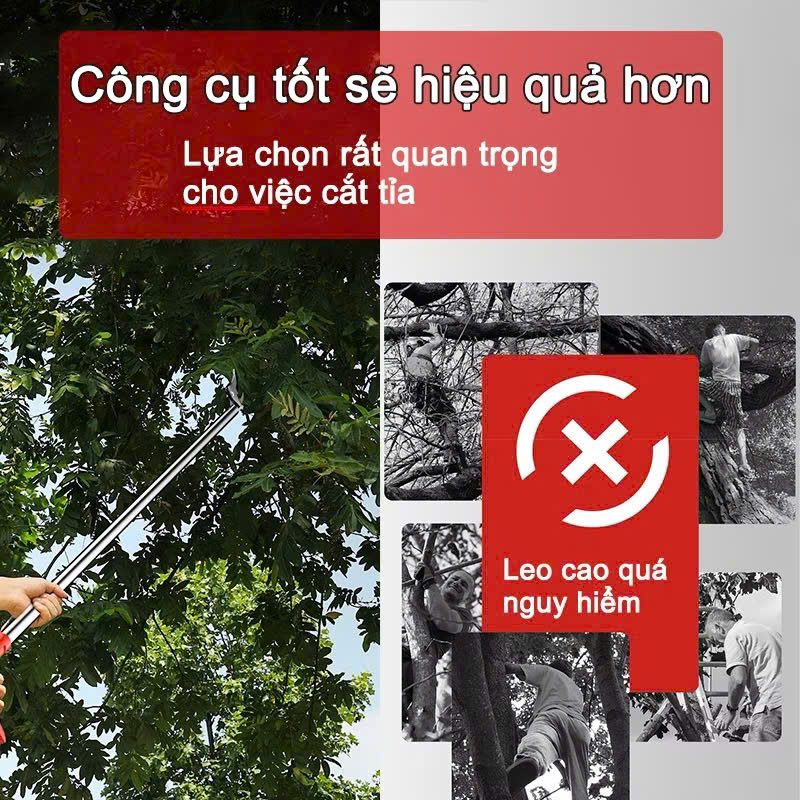 Công cụ tốt sẽ hiệu quả hơn
Lựa chọn rất quan trọng
cho việc cắt tỉa
Leo cao quá
nguy hiểm